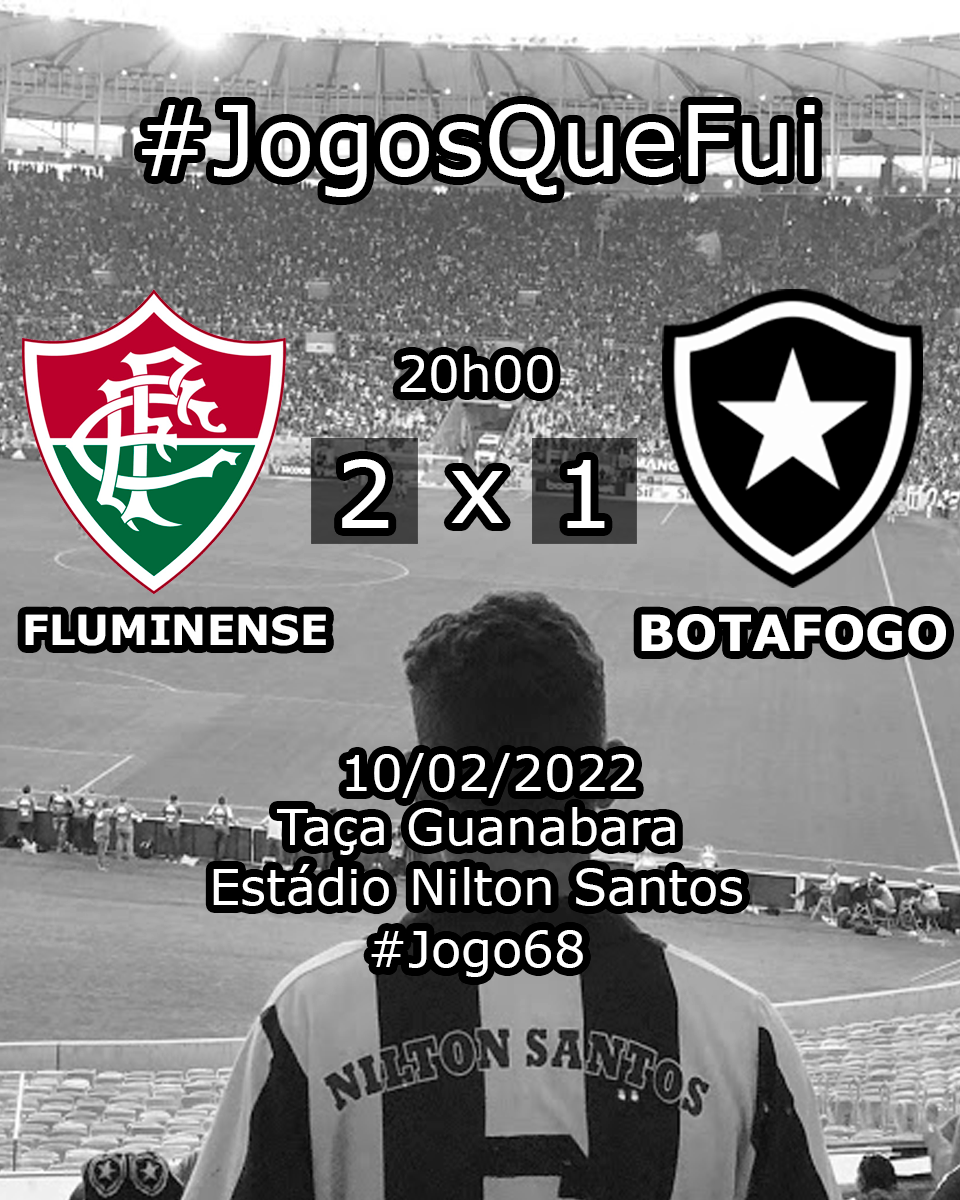 #JogosQueFui
20h00
2 x 1
FLUMINENSE
BOTAFOGO
10/02/2022
Taça Guanabara
Estádio Nilton Santos
#Jogo68
NILTON SANTOS